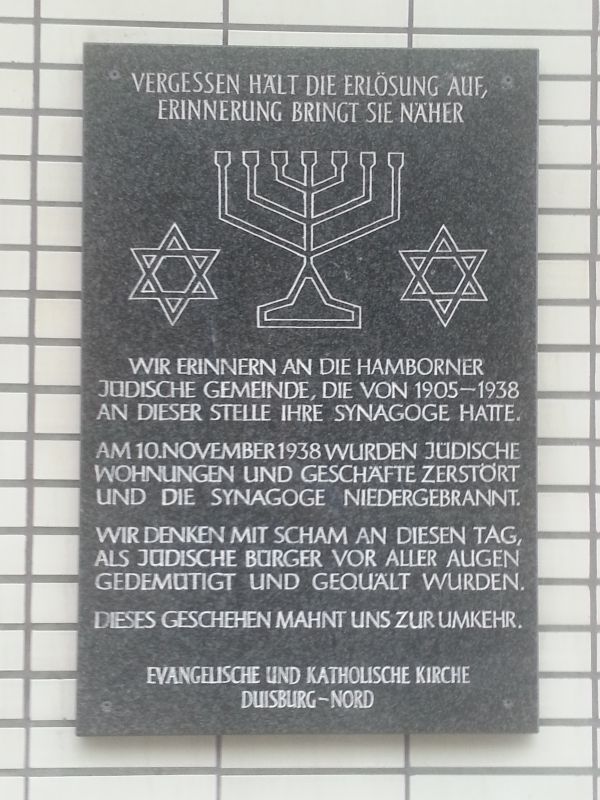 VERGESSEN HÄLT DIE ERLÖSUNG AUF,
ERINNERUNG BRINGT SIE NÄHER
WIR ERINNERN AN DIE HAMBORNER
JÜDISCHE GEMEINDE, DIE VON 1905–1938
AN DIESER STELLE IHRE SYNAGOGE HATTE.
AM 10. NOVEMBER 1938 WURDEN JÜDISCHE
WOHNUNGEN UND GESCHÄFTE ZERSTÖRT
UND DIE SYNAGOGE NIEDERGEBRANNT.
WIR DENKEN MIT SCHAM AN DIESEN TAG,
ALS JÜDISCHE BÜRGER VOR ALLER AUGEN
GEDEMÜTIGT UND GEQUÄLT WURDEN.
DIESES GESCHEHEN MAHNT UNS ZUR UMKEHR.
EVANGELISCHE UND KATHOLISCHE KIRCHE
DUISBURG–NORD